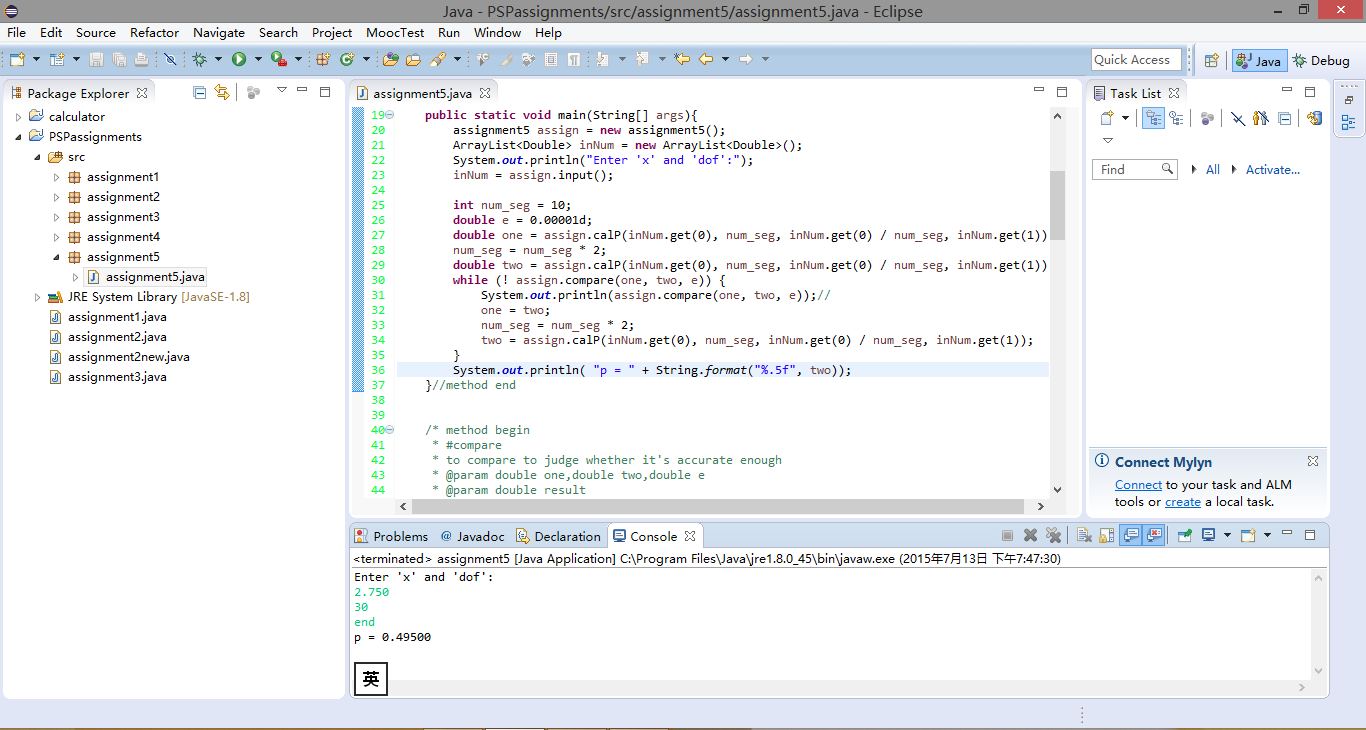 Java - PSPassignments/src/assignment5/assignment5.java - Eclipse
File Edit Source Refactor Navigate Search Project MoocTest Run Window Help
Quick Access
Java
Debug
Package Explorer
calculator
PSPassignments
src
assignment1
assignment2
assignment3
assignment4
assignment5
assignment5.java
JRE System Library [JavaSE-1.8]
assignment1.java
assignment2.java
assignment2new.java
assignment3.java
assignment5.java
19 public static void main(String[] args){
20 assignment5 assign = new assignment5();
21 ArrayList<Double> inNum = new ArrayList<Double>();
22 System.out.println("Enter 'x' and 'dof':");
23 inNum = assign.input();
24
25 int num_seg = 10;
26 double e = 0.00001d;
27 double one = assign.calP(inNum.get(0), num_seg, inNum.get(0) / num_seg, inNum.get(1))
28 num_seg = num_seg * 2;
29 double two = assign.calP(inNum.get(0), num_seg, inNum.get(0) / num_seg, inNum.get(1))
30 while (! assign.compare(one, two, e)) {
31 System.out.println(assign.compare(one, two, e));//
32 one = two;
33 num_seg = num_seg * 2;
34 two = assign.calP(inNum.get(0), num_seg, inNum.get(0) / num_seg, inNum.get(1));
35 }
36 System.out.println( "p = " + String.format("%.5f", two));
37 }//method end
38
39
40 /* method begin
41 * #compare
42 * to compare to judge whether it's accurate enough
43 * @param double one,double two,double e
44 * @param double result
Task List
Find
All
Activate...
Connect Mylyn
Connect to your task and ALM
tools or create a local task.
Problems
@ Javadoc
Declaration
Console
<terminated> assignment5 [Java Application] C:\Program Files\Java\jre1.8.0_45\bin\javaw.exe (2015年7月13日 下午7:47:30)
Enter 'x' and 'dof':
2.750
30
end
p = 0.49500
英